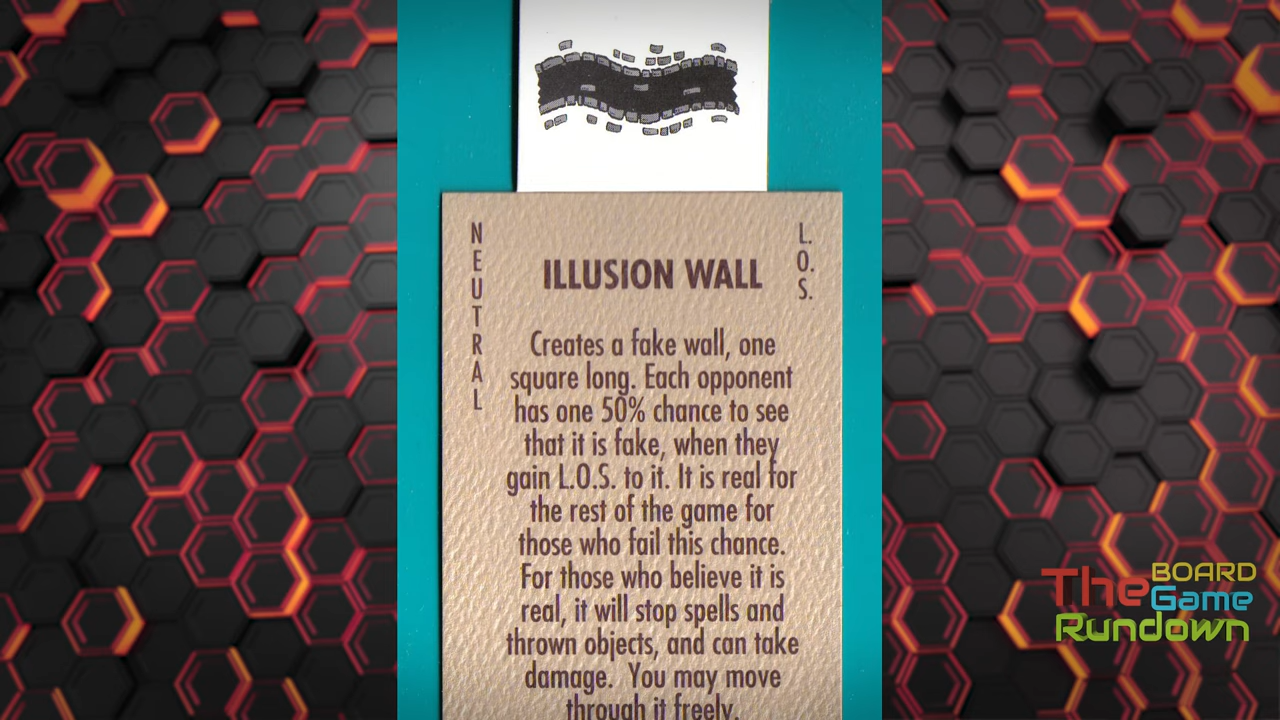 NEUTRAL
L.O.S.
ILLUSION WALL
Creates a fake wall, one
square long. Each opponent
has one 50% chance to see
that it is fake, when they
gain L.O.S. to it. It is real for
the rest of the game for
those who fail this chance.
For those who believe it is
real, it will stop spells and
thrown objects, and can take
damage. You may move
through it freely.
The BOARD
Game
Rundown